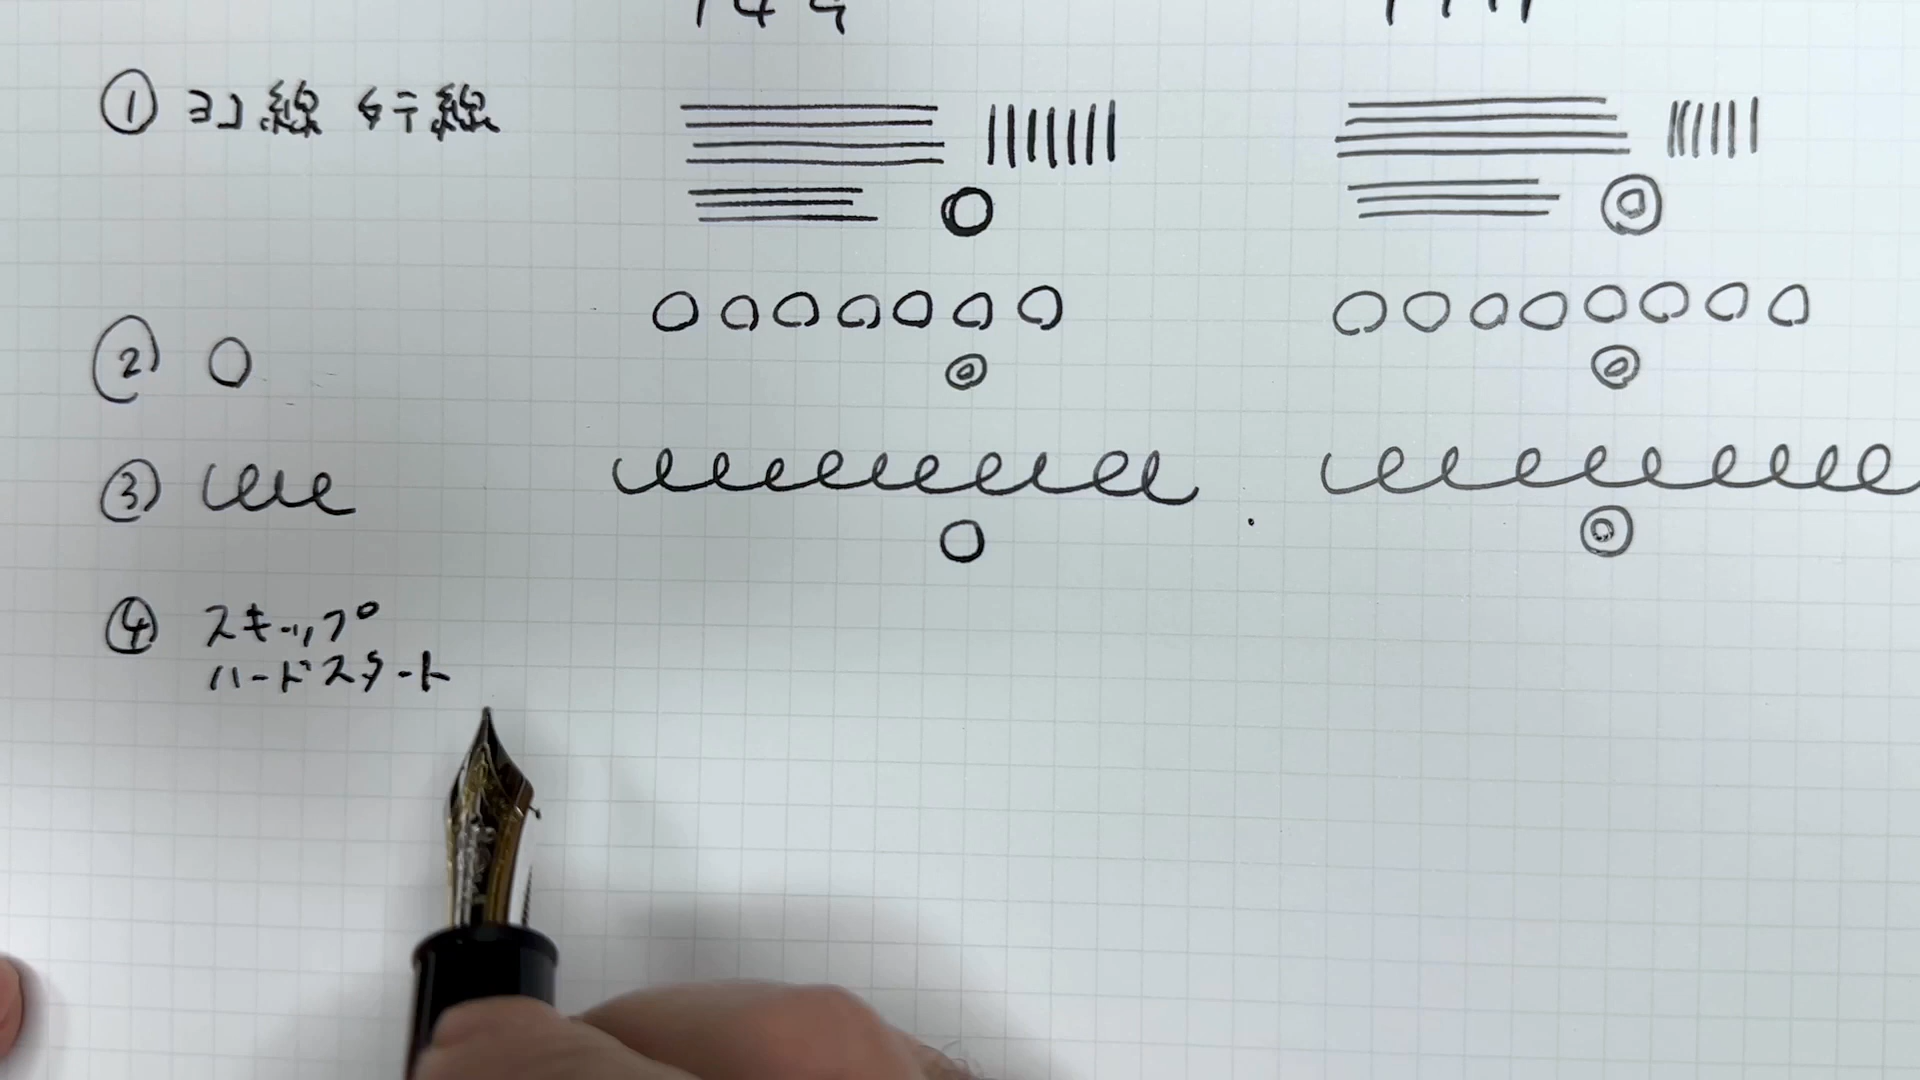 ① ヨコ線 タテ線
② ○
③
④ スキップ
ハードスタート